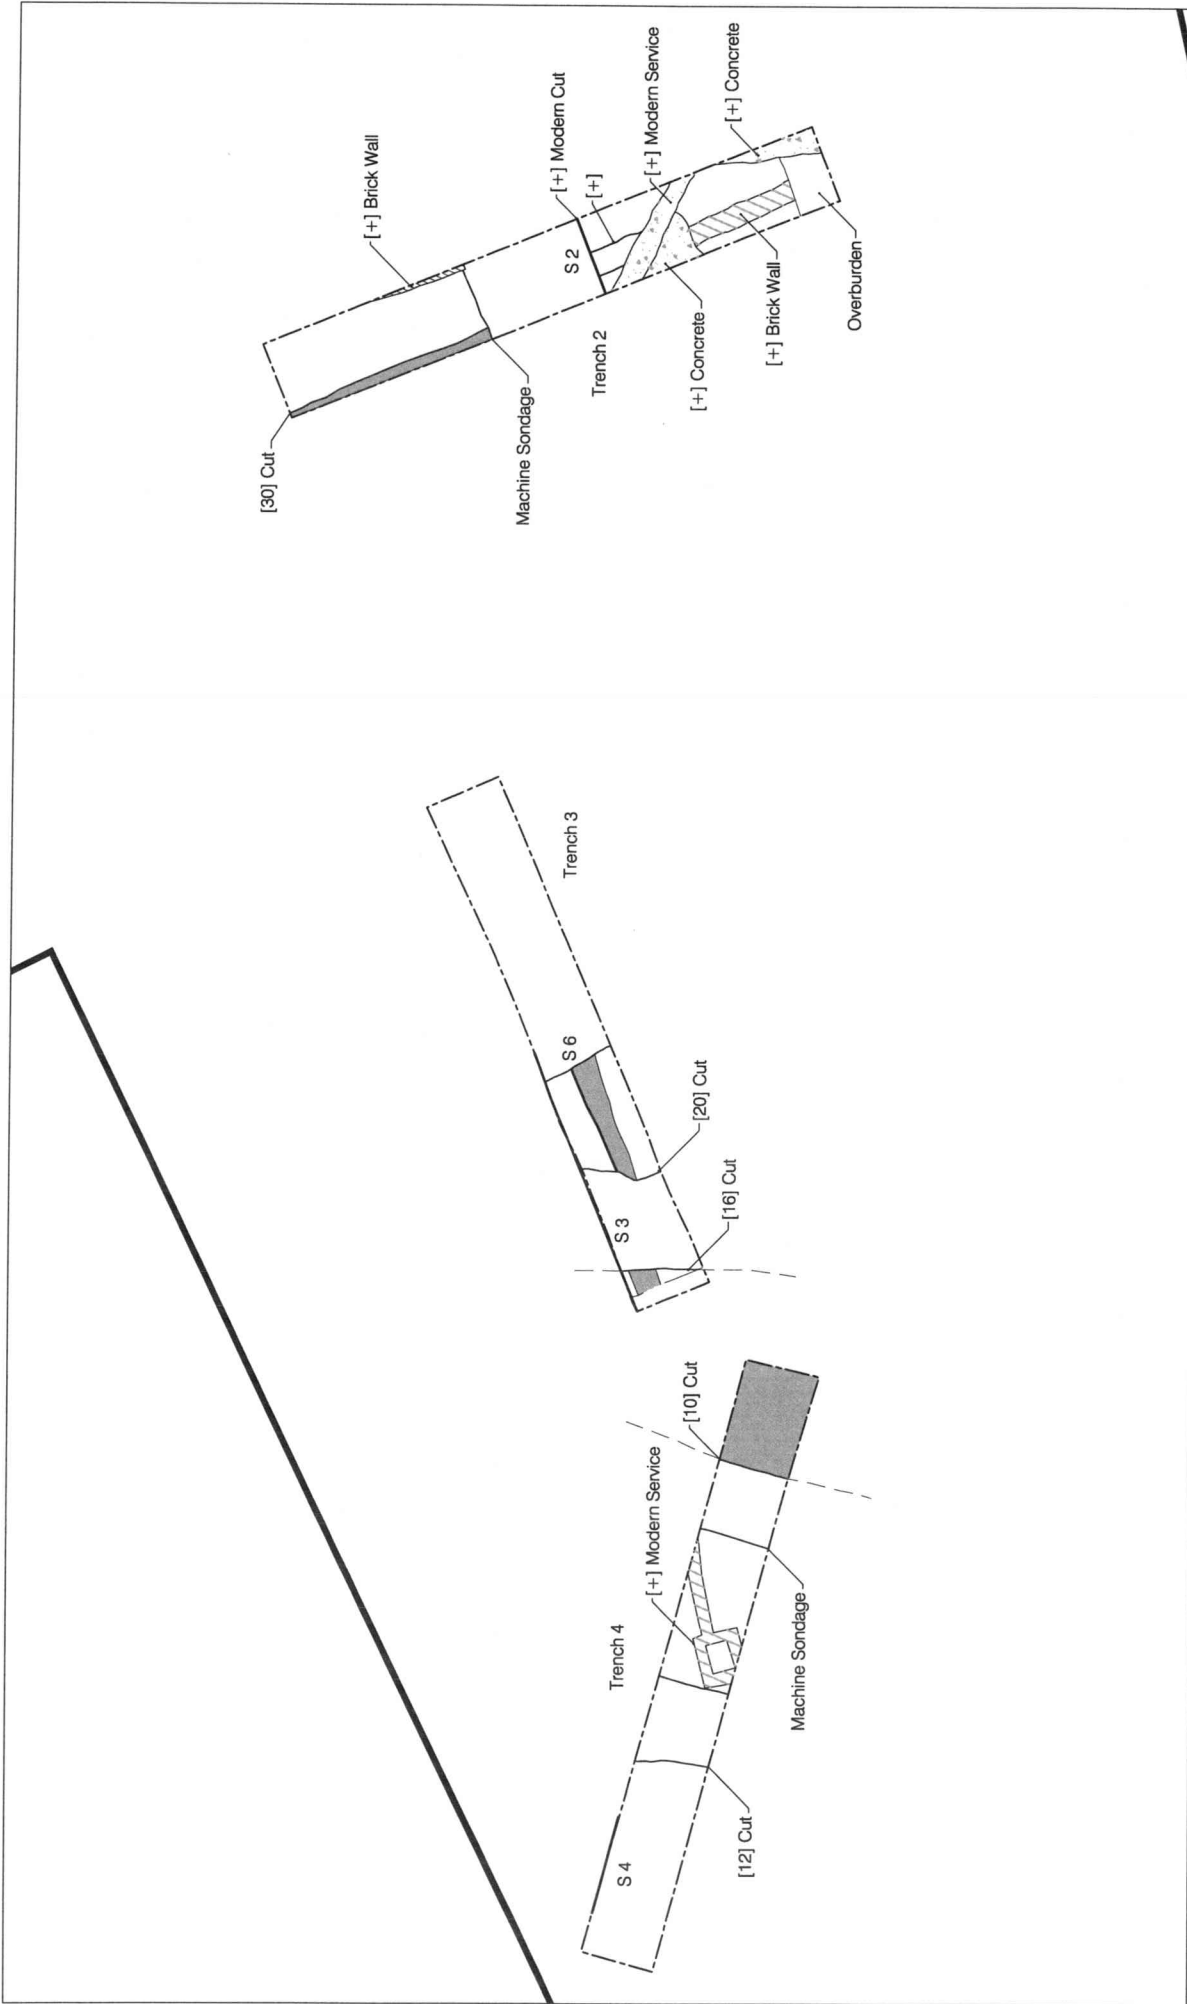 [+] Brick Wall
[30] Cut
Machine Sondage
[+] Modern Cut
[+]
[+] Modern Service
[+] Concrete
S 2
Trench 2
[+] Concrete
[+] Brick Wall
Overburden
Trench 3
S 6
S 3
[20] Cut
[16] Cut
[10] Cut
[+] Modern Service
Trench 4
Machine Sondage
S 4
[12] Cut